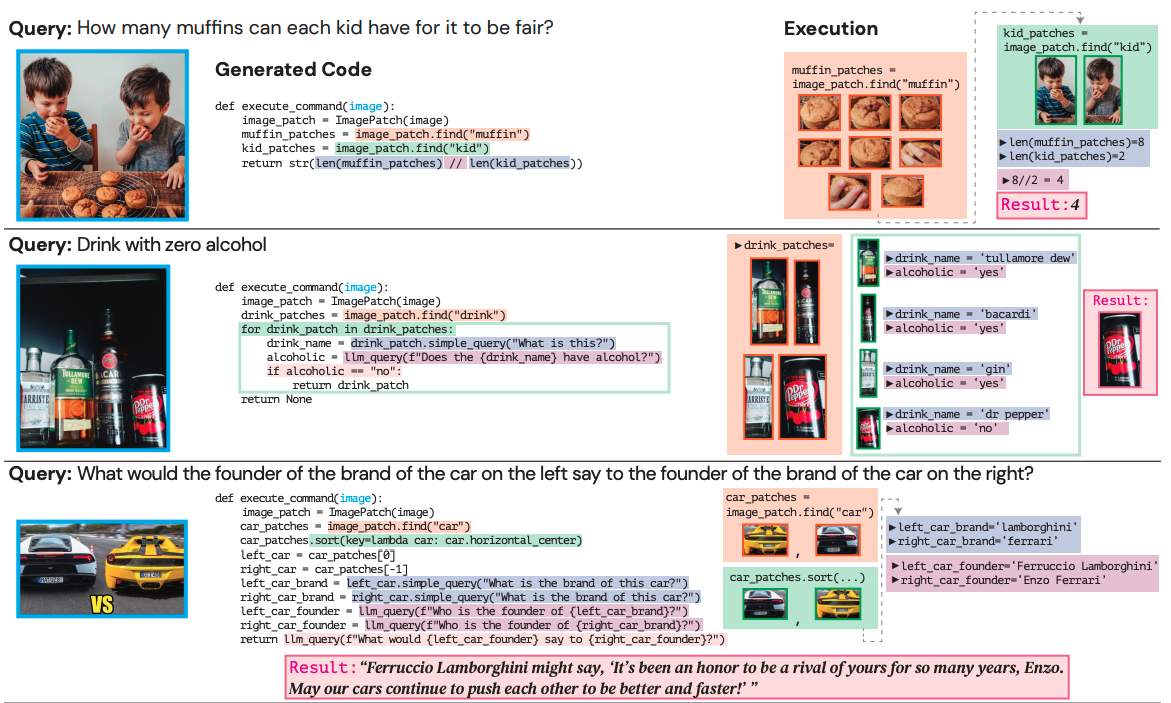 Query: How many muffins can each kid have for it to be fair?
Generated Code
def execute_command(image):
image_patch = ImagePatch(image)
muffin_patches = image_patch.find("muffin")
kid_patches = image_patch.find("kid")
return str(len(muffin_patches) // len(kid_patches))
Execution
muffin_patches =
image_patch.find("muffin")
kid_patches =
image_patch.find("kid")
▶len(muffin_patches)=8
▶len(kid_patches)=2
▶8//2 = 4
Result:4
Query: Drink with zero alcohol
TULLAMORE
DEW
BACAR
ARRISTE
Dr
Pepper
def execute_command(image):
image_patch = ImagePatch(image)
drink_patches = image_patch.find("drink")
for drink_patch in drink_patches:
drink_name = drink_patch.simple_query("What is this?")
alcoholic = llm_query(f"Does the {drink_name} have alcohol?")
if alcoholic == "no":
return drink_patch
return None
▶drink_patches=
▶drink_name = ‘tullamore dew’
▶alcoholic = ‘yes’
▶drink_name = ‘bacardi’
▶alcoholic = ‘yes’
▶drink_name = ‘gin’
▶alcoholic = ‘yes’
▶drink_name = ‘dr pepper’
▶alcoholic = ‘no’
Result:
Dr
Pepper
Query: What would the founder of the brand of the car on the left say to the founder of the brand of the car on the right?
VS
def execute_command(image):
image_patch = ImagePatch(image)
car_patches = image_patch.find("car")
car_patches.sort(key=lambda car: car.horizontal_center)
left_car = car_patches[0]
right_car = car_patches[-1]
left_car_brand = left_car.simple_query("What is the brand of this car?")
right_car_brand = right_car.simple_query("What is the brand of this car?")
left_car_founder = llm_query(f"Who is the founder of {left_car_brand}?")
right_car_founder = llm_query(f"Who is the founder of {right_car_brand}?")
return llm_query(f"What would {left_car_founder} say to {right_car_founder}?")
car_patches =
image_patch.find("car")
,
car_patches.sort(...)
,
▶left_car_brand=‘lamborghini’
▶right_car_brand=‘ferrari’
▶left_car_founder=‘Ferruccio Lamborghini’
▶right_car_founder=‘Enzo Ferrari’
Result: “Ferruccio Lamborghini might say, ‘It’s been an honor to be a rival of yours for so many years, Enzo.
May our cars continue to push each other to be better and faster!’ ”